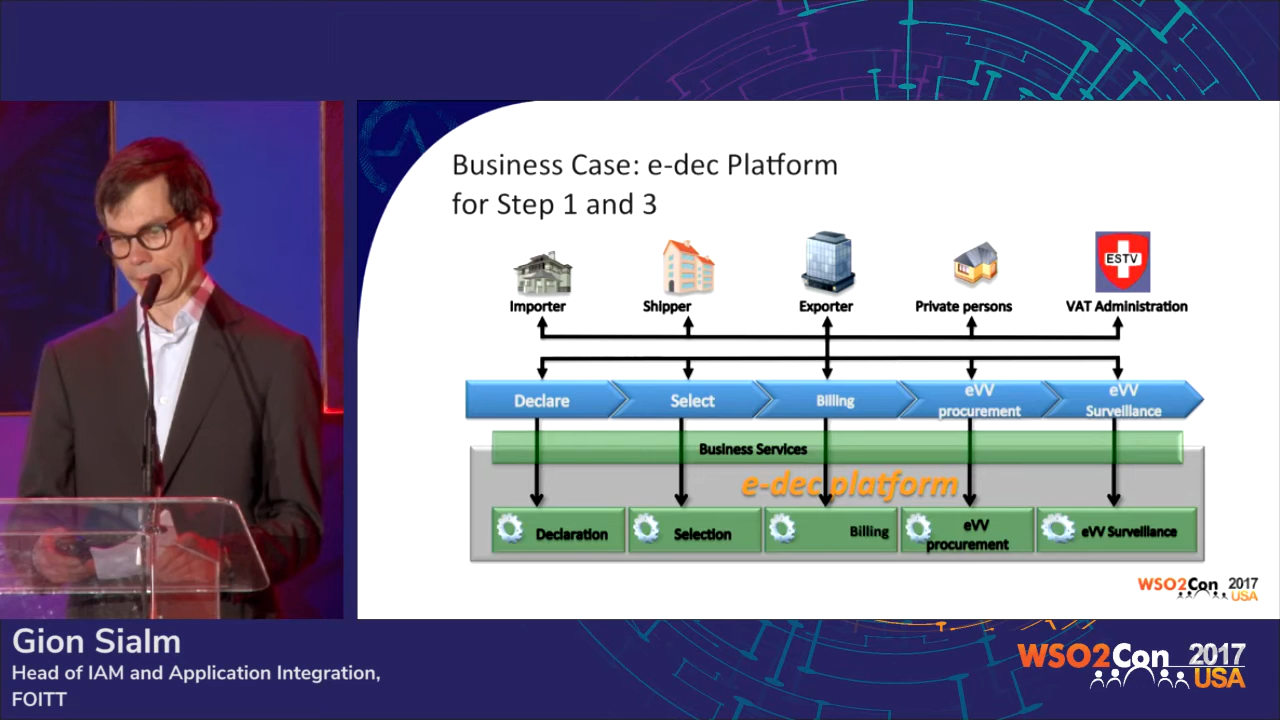 Business Case: e-dec Platform
for Step 1 and 3
ESTV
Importer
Shipper
Exporter
Private persons
VAT Administration
Declare
Select
Billing
eVV
procurement
eVV
Surveillance
Business Services
e-dec platform
Declaration
Selection
Billing
eVV
procurement
eVV Surveillance
WSO2Con 2017
USA
Gion Sialm
Head of IAM and Application Integration,
FOITT
WSO2Con 2017
USA